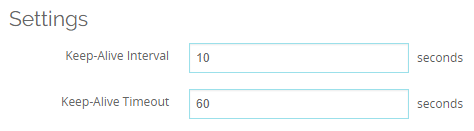 Settings
Keep-Alive Interval 10 seconds
Keep-Alive Timeout 60 seconds